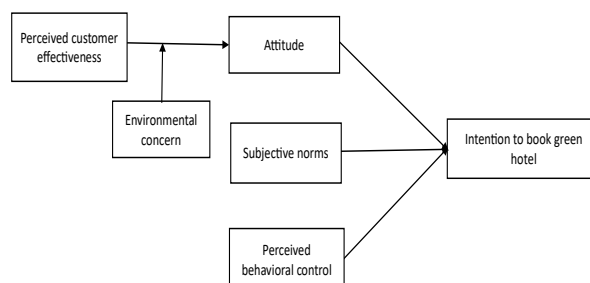 Perceived customer
effectiveness
Attitude
Environmental
concern
Subjective norms
Intention to book green
hotel
Perceived
behavioral control